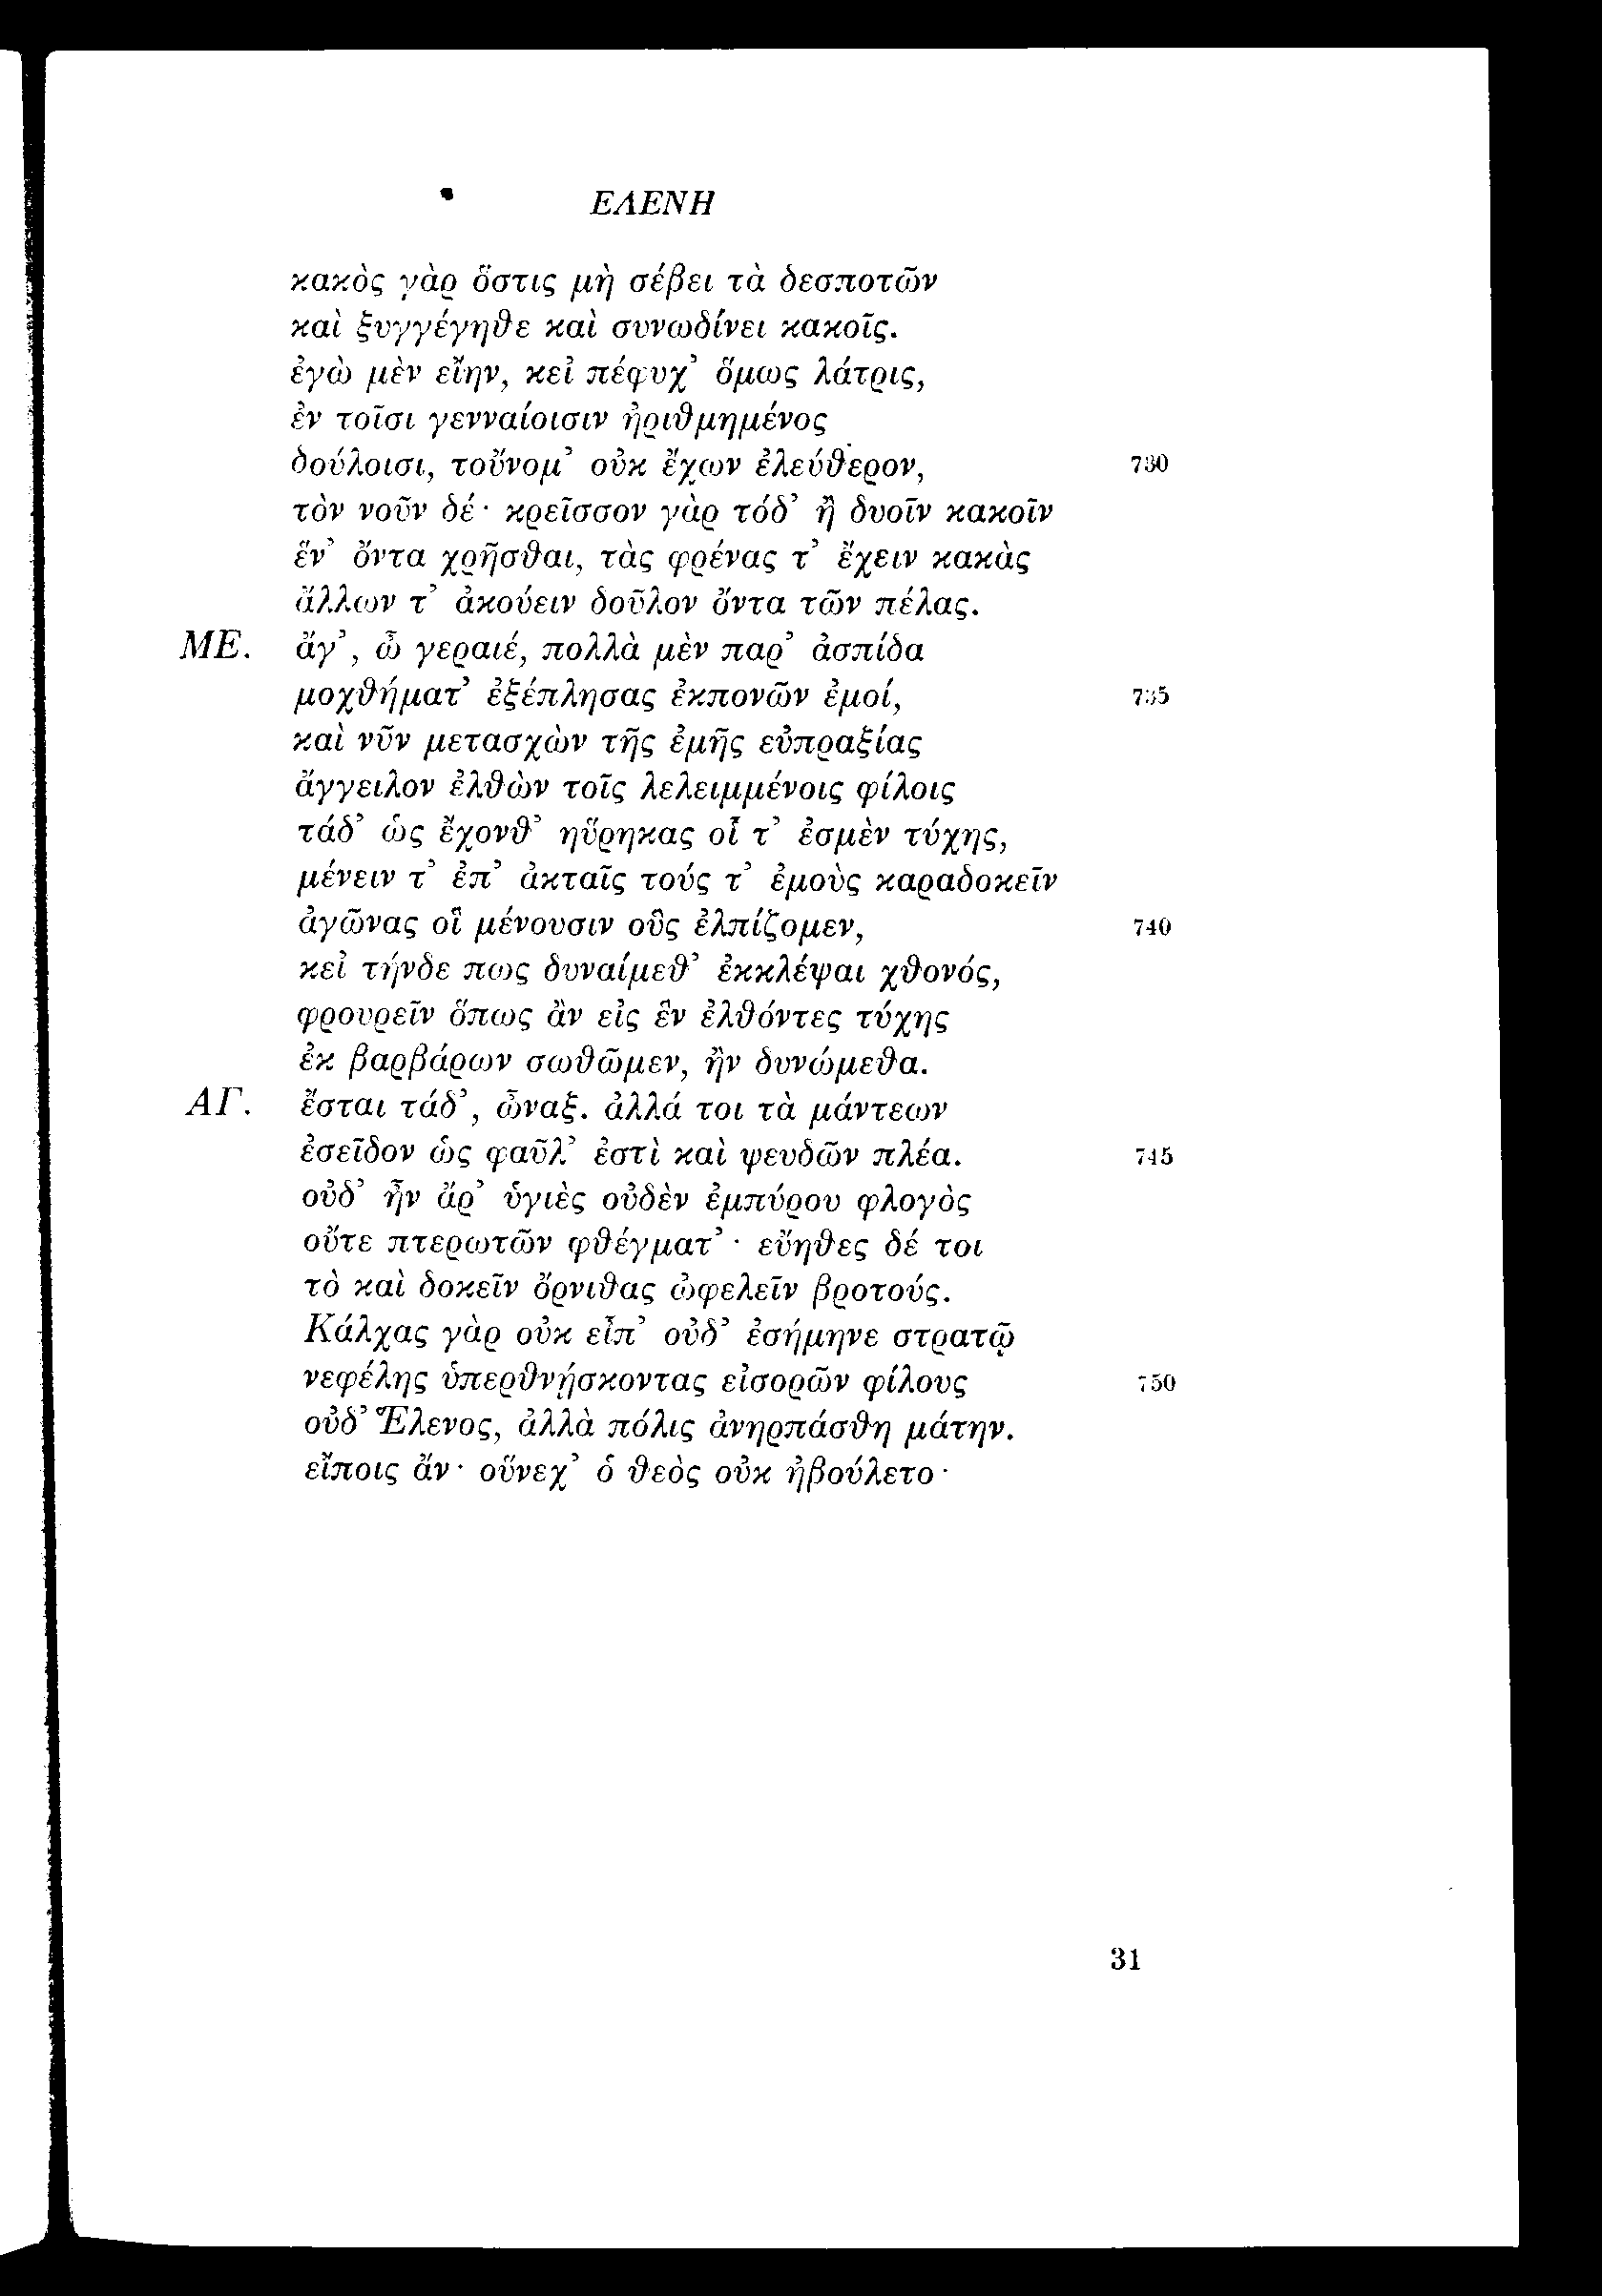 ΕΛΕΝΗ
κακὸς γὰρ ὅστις μὴ σέβει τὰ δεσποτῶν
καὶ ξυγγέγηθε καὶ συνωδίνει κακοῖς.
ἐγὼ μὲν εἴην, κεἰ πέφυχ’ ὅμως λάτρις,
ἐν τοῖσι γενναίοισιν ἠριθμημένος
δούλοισι, τοὔνομ’ οὐκ ἔχων ἐλεύθερον, 730
τὸν νοῦν δέ· κρεῖσσον γὰρ τόδ’ ἢ δυοῖν κακοῖν
ἕν’ ὄντα χρῆσθαι, τὰς φρένας τ’ ἔχειν κακὰς
ἄλλων τ’ ἀκούειν δοῦλον ὄντα τῶν πέλας.
ΜΕ. ἄγ’, ὦ γεραιέ, πολλὰ μὲν παρ’ ἀσπίδα
μοχθήματ’ ἐξέπλησας ἐκπονῶν ἐμοί, 735
καὶ νῦν μετασχὼν τῆς ἐμῆς εὐπραξίας
ἄγγειλον ἐλθὼν τοῖς λελειμμένοις φίλοις
τάδ’ ὡς ἔχονθ’ ηὕρηκας οἷ τ’ ἐσμὲν τύχης,
μένειν τ’ ἐπ’ ἀκταῖς τούς τ’ ἐμοὺς καραδοκεῖν
ἀγῶνας οἳ μένουσιν οὓς ἐλπίζομεν, 740
κεἰ τήνδε πως δυναίμεθ’ ἐκκλέψαι χθονός,
φρουρεῖν ὅπως ἂν εἰς ἓν ἐλθόντες τύχης
ἐκ βαρβάρων σωθῶμεν, ἢν δυνώμεθα.
ΑΓ. ἔσται τάδ’, ὦναξ. ἀλλά τοι τὰ μάντεων
ἐσεῖδον ὡς φαῦλ’ ἐστὶ καὶ ψευδῶν πλέα. 745
οὐδ’ ἦν ἄρ’ ὑγιὲς οὐδὲν ἐμπύρου φλογὸς
οὔτε πτερωτῶν φθέγματ’· εὔηθες δέ τοι
τὸ καὶ δοκεῖν ὄρνιθας ὠφελεῖν βροτούς.
Κάλχας γὰρ οὐκ εἶπ’ οὐδ’ ἐσήμηνε στρατῷ
νεφέλης ὑπερθνῄσκοντας εἰσορῶν φίλους 750
οὐδ’ Ἕλενος, ἀλλὰ πόλις ἀνηρπάσθη μάτην.
εἴποις ἄν· οὕνεχ’ ὁ θεὸς οὐκ ἠβούλετο·
31